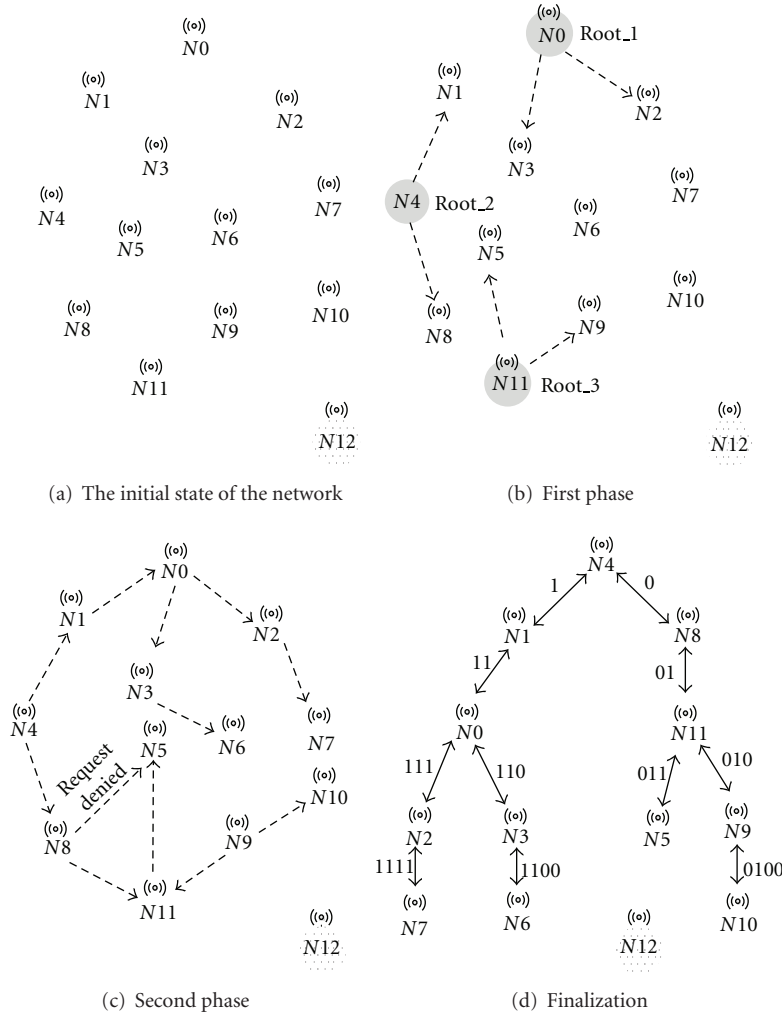 N0
N1
N2
N3
N4
N7
N5
N6
N8
N9
N10
N11
N12
(a) The initial state of the network
N0 Root_1
N1
N2
N3
N7
N4 Root_2
N6
N5
N10
N9
N8
N11 Root_3
N12
(b) First phase
N0
N1
N2
N3
N4
N5
N6
N7
Request
denied
N10
N8
N9
N11
N12
(c) Second phase
N4
1
0
N1
N8
11
01
N0
N11
111
110
011
010
N2
N3
N5
N9
1111
1100
0100
N7
N6
N10
N12
(d) Finalization